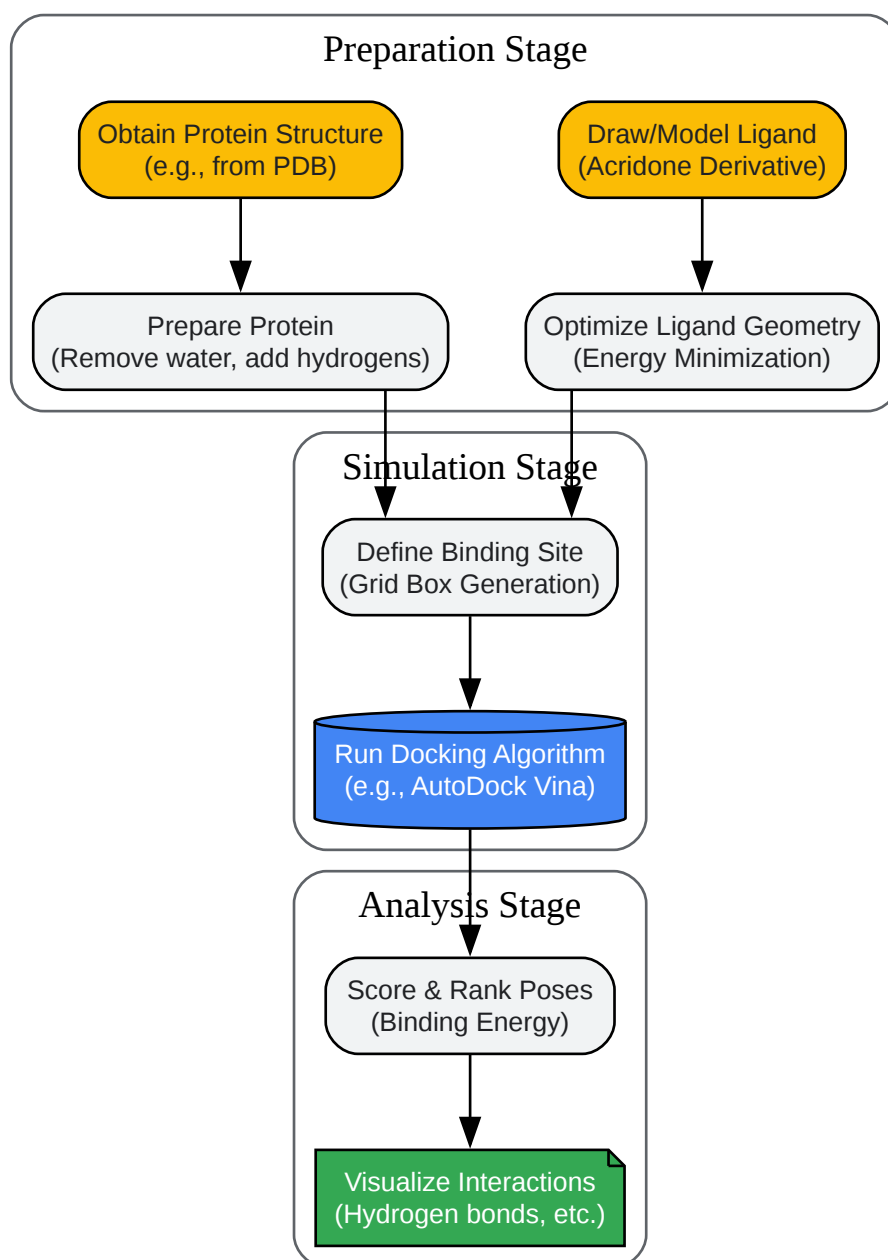 Preparation Stage
Obtain Protein Structure
(e.g., from PDB)
Draw/Model Ligand
(Acridone Derivative)
Prepare Protein
(Remove water, add hydrogens)
Optimize Ligand Geometry
(Energy Minimization)
Simulation Stage
Define Binding Site
(Grid Box Generation)
Run Docking Algorithm
(e.g., AutoDock Vina)
Analysis Stage
Score & Rank Poses
(Binding Energy)
Visualize Interactions
(Hydrogen bonds, etc.)